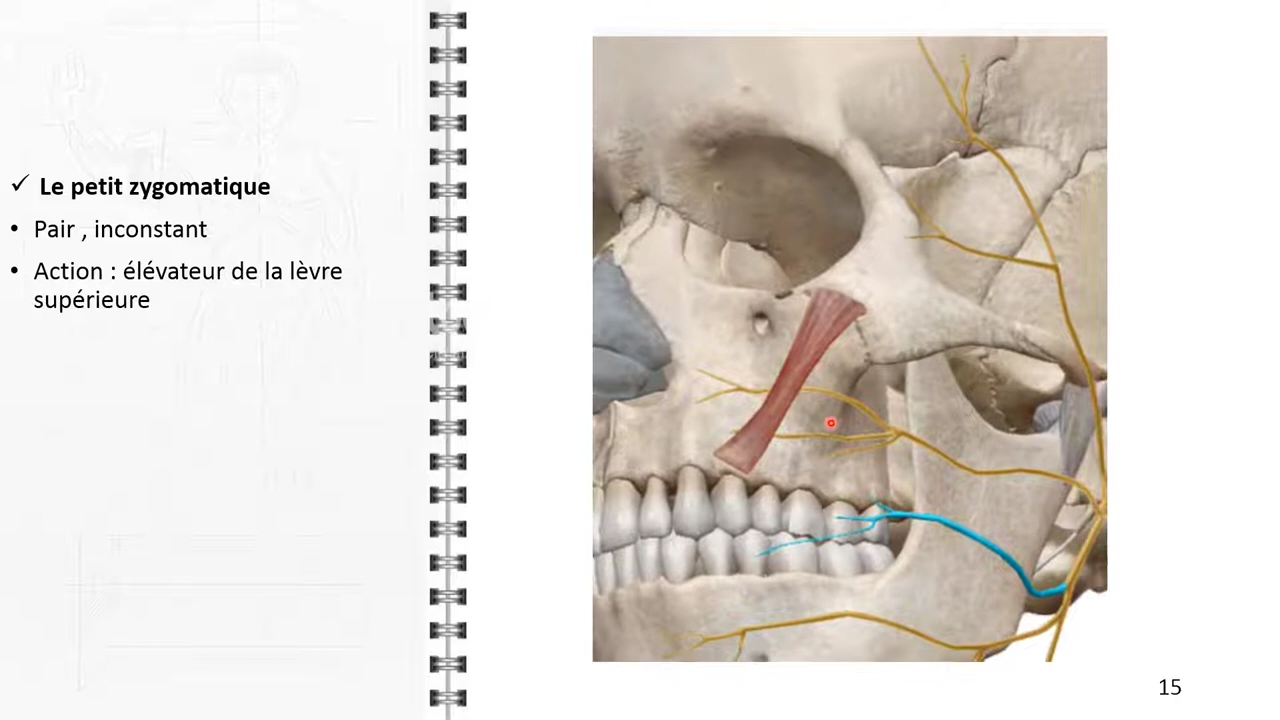 ✓ Le petit zygomatique
• Pair , inconstant
• Action : élévateur de la lèvre
supérieure
15